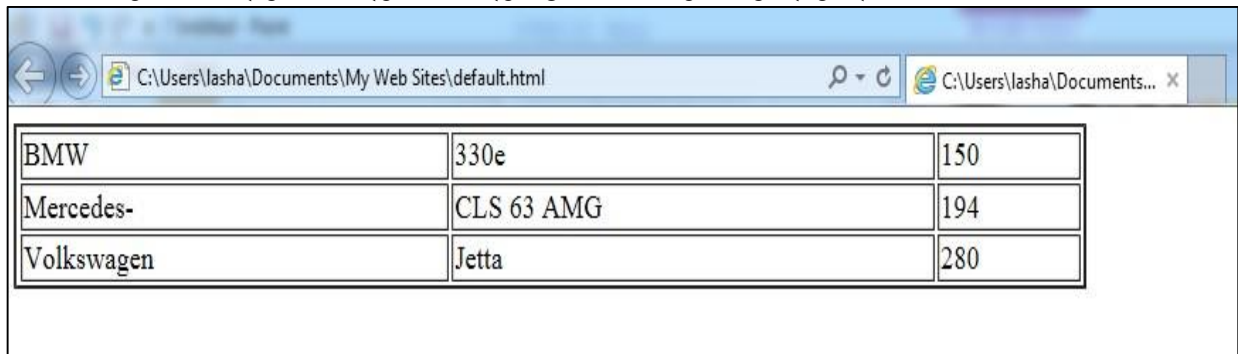 C:\Users\lasha\Documents\My Web Sites\default.html
C:\Users\lasha\Documents...
BMW 330e 150
Mercedes- CLS 63 AMG 194
Volkswagen Jetta 280